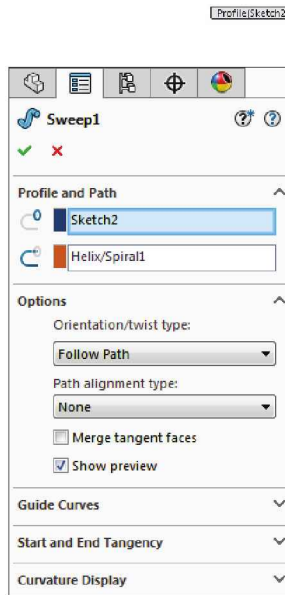 Profile(Sketch2
Sweep1
Profile and Path
Sketch2
Helix/Spiral1
Options
Orientation/twist type:
Follow Path
Path alignment type:
None
Merge tangent faces
Show preview
Guide Curves
Start and End Tangency
Curvature Display